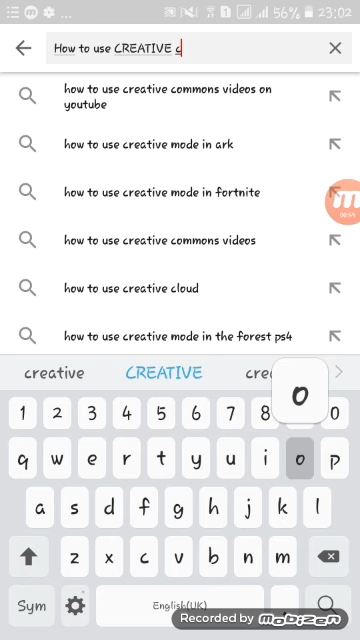 56% 23:02
How to use CREATIVE c
how to use creative commons videos on
youtube
how to use creative mode in ark
how to use creative mode in fortnite
how to use creative commons videos
how to use creative cloud
how to use creative mode in the forest ps4
creative CREATIVE
1 2 3 4 5 6 7 8 0
o
q w e r t y u i o p
a s d f g h j k l
z x c v b n m
Sym English(UK)
Recorded by mobizen